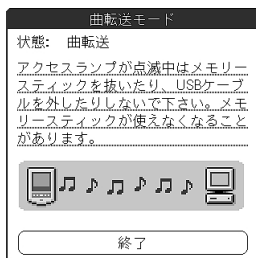 曲転送モード
状態: 曲転送
アクセスランプが点滅中はメモリー
スティックを抜いたり、USBケーブ
ルを外したりしないで下さい。メモ
リースティックが使えなくなること
があります。
終了